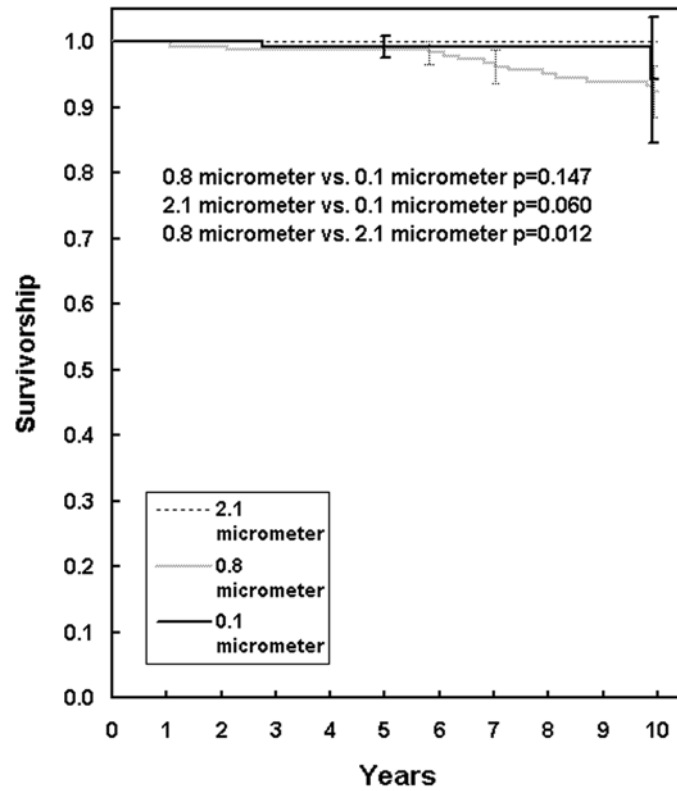 1.0
0.9
0.8
0.7
0.6
0.5
0.4
0.3
0.2
0.1
0.0
Survivorship
0.8 micrometer vs. 0.1 micrometer p=0.147
2.1 micrometer vs. 0.1 micrometer p=0.060
0.8 micrometer vs. 2.1 micrometer p=0.012
2.1
micrometer
0.8
micrometer
0.1
micrometer
0 1 2 3 4 5 6 7 8 9 10
Years